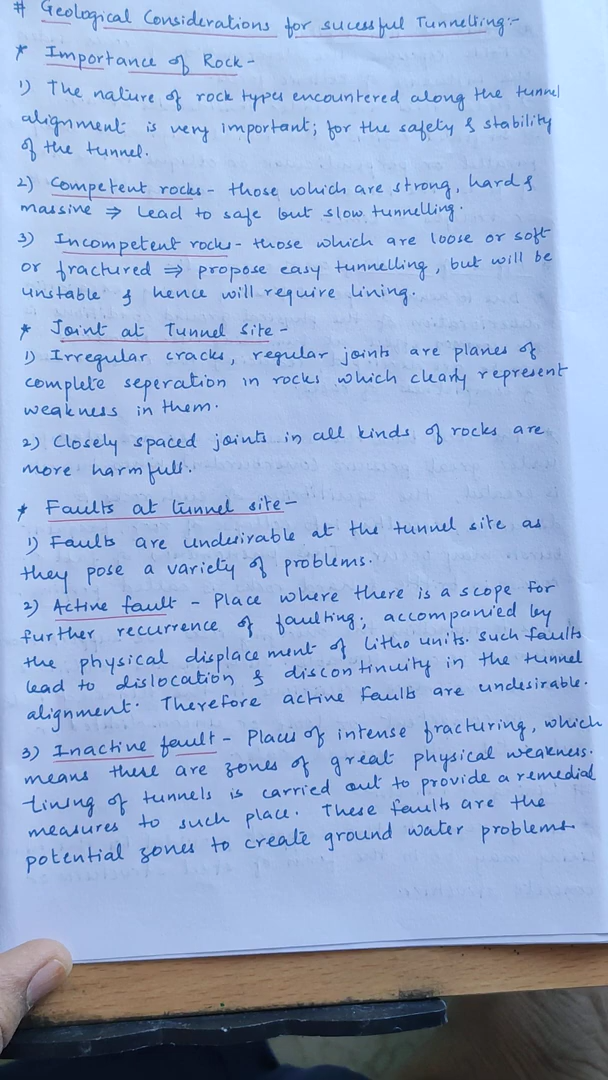 # Geological Considerations for sucessful Tunnelling:-
* Importance of Rock -
1) The nature of rock types encountered along the tunnel
alignment is very important; for the safety & stability
of the tunnel.
2) Competent rocks - those which are strong, hard &
massive ⇒ lead to safe but slow tunnelling.
3) Incompetent rocks - those which are loose or soft
or fractured ⇒ propose easy tunnelling, but will be
unstable & hence will require lining.
* Joint at Tunnel Site -
1) Irregular cracks, regular joints are planes of
complete seperation in rocks which clearly represent
weakness in them.
2) Closely spaced joints in all kinds of rocks are
more harmfull.
* Faults at tunnel site -
1) Faults are undesirable at the tunnel site as
they pose a variety of problems.
2) Active fault - Place where there is a scope for
further recurrence of faulting; accompanied by
the physical displacement of litho units. such faults
lead to dislocation & discontinuity in the tunnel
alignment. Therefore active faults are undesirable.
3) Inactive fault - Places of intense fracturing, which
means there are zones of great physical weakness.
lining of tunnels is carried out to provide a remedial
measures to such place. These faults are the
potential zones to create ground water problems